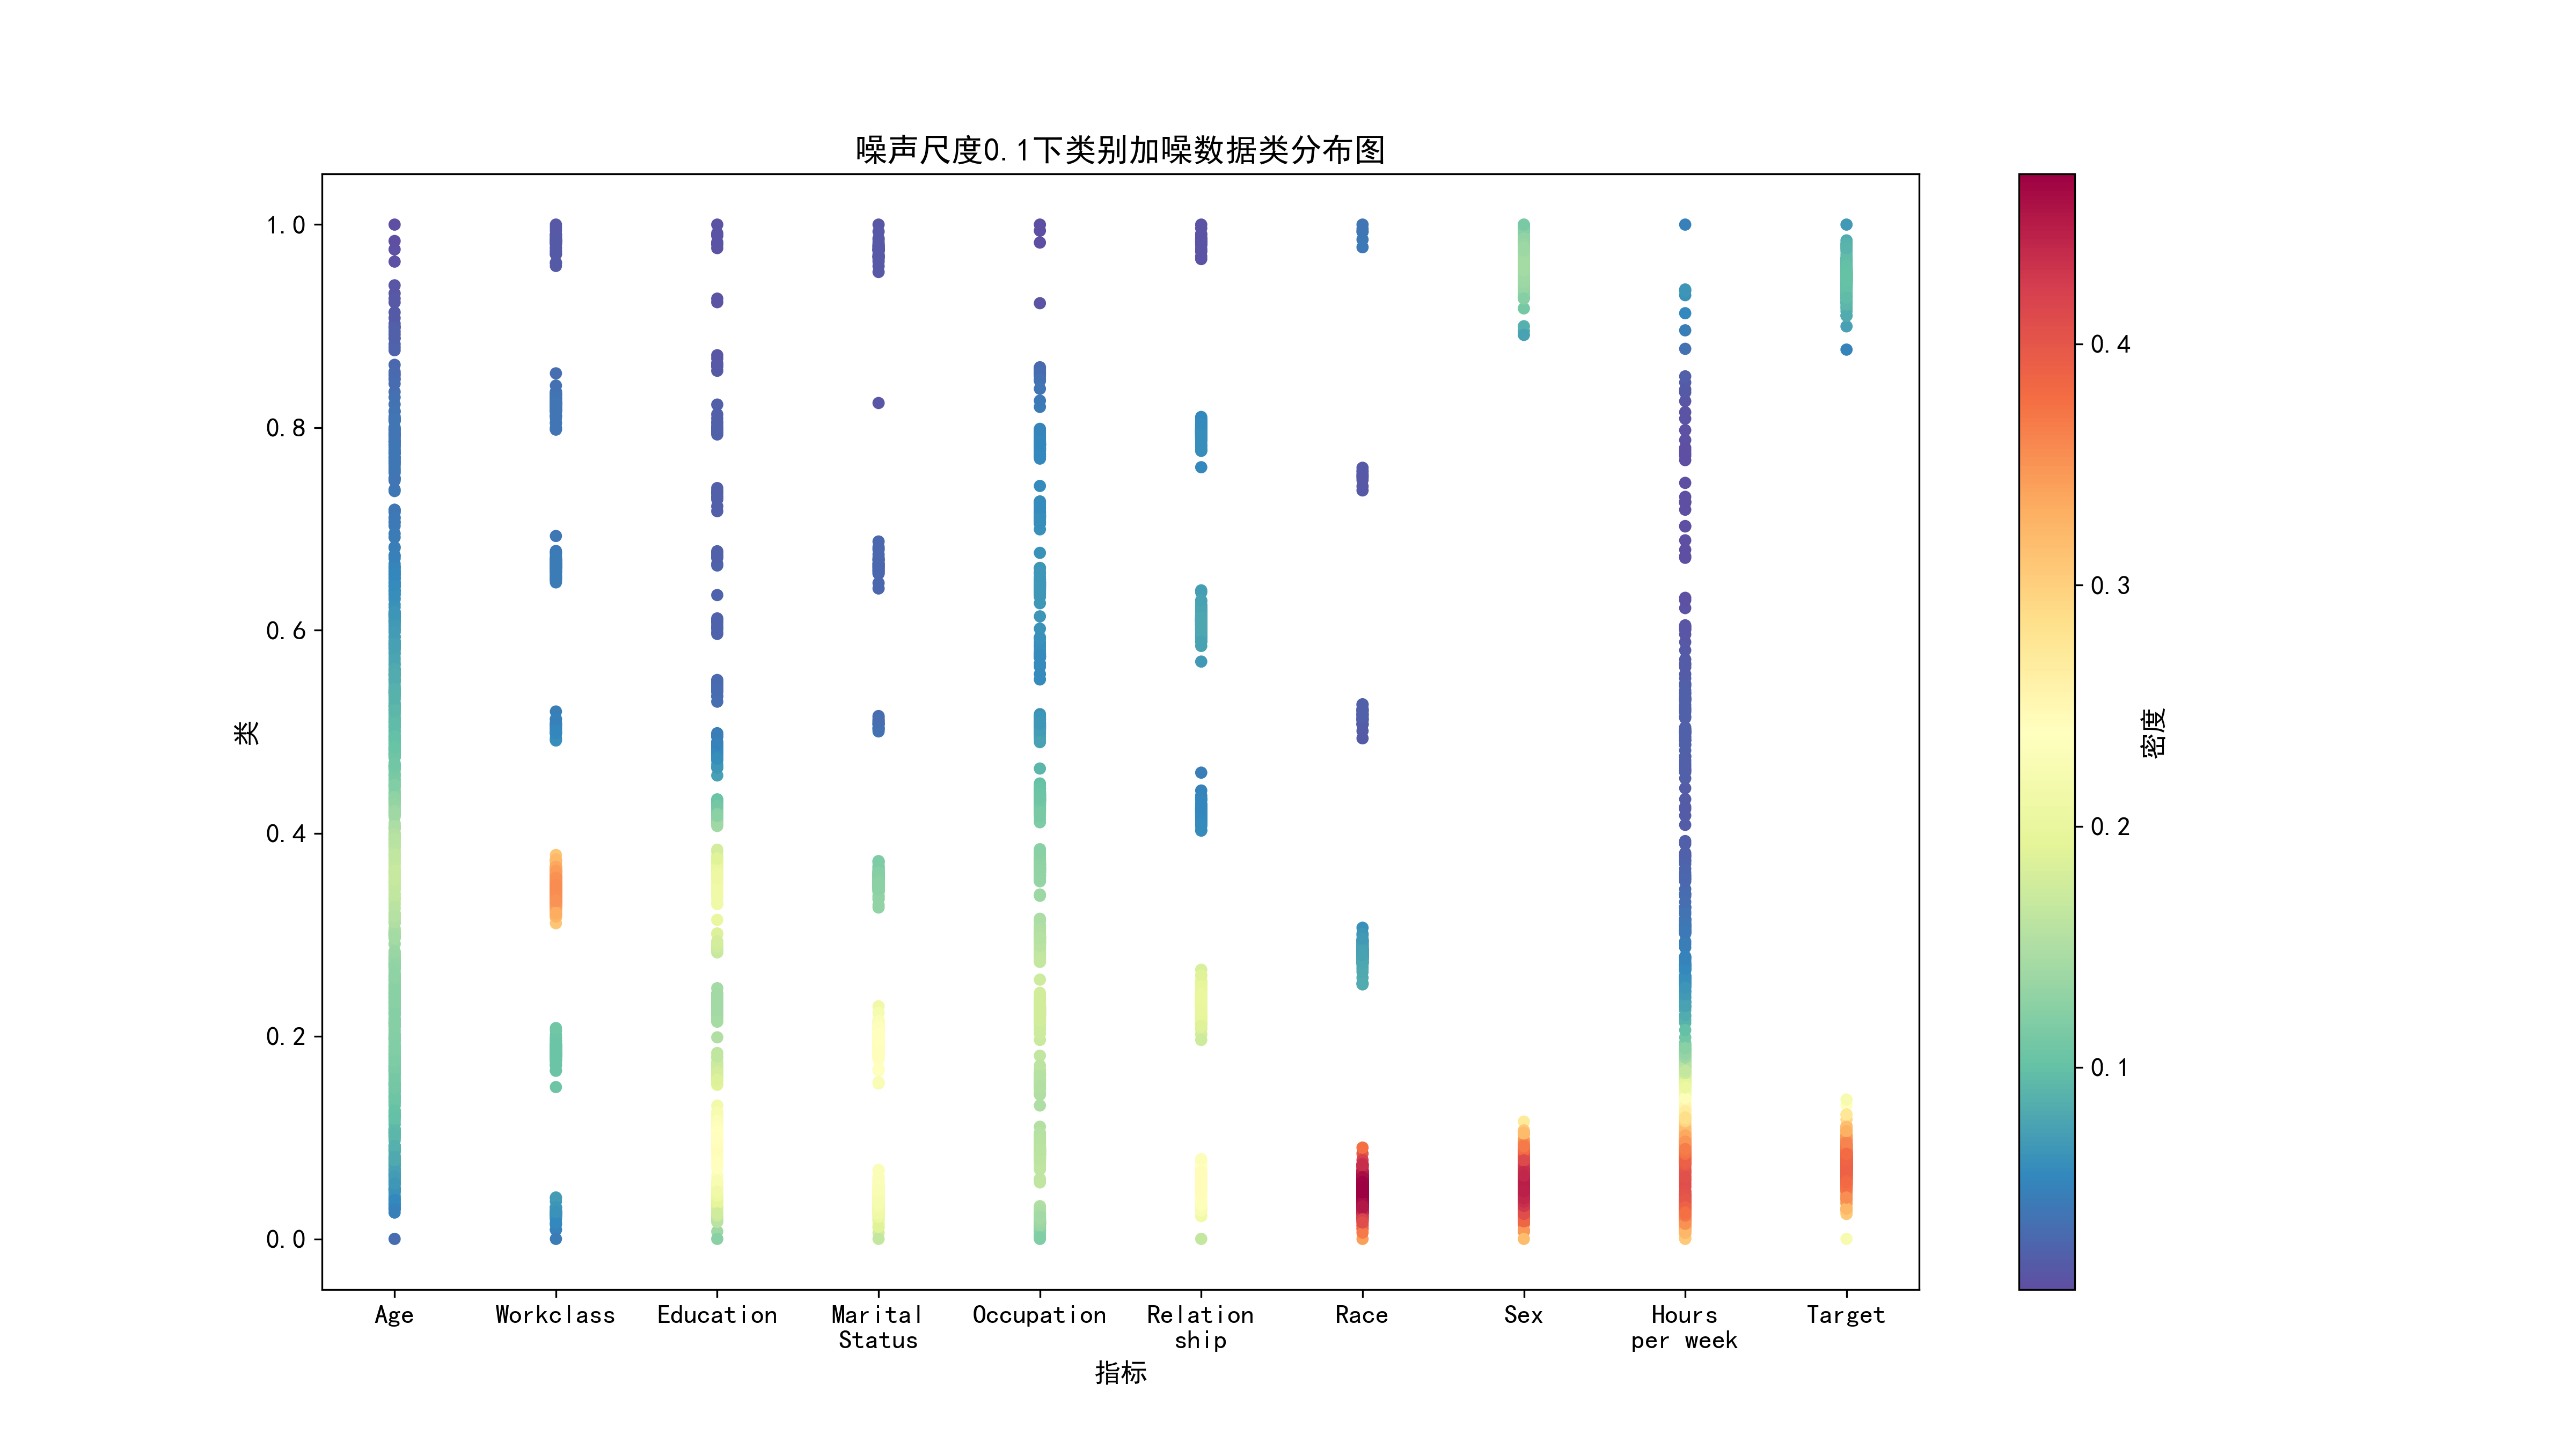 噪声尺度0.1下类别加噪数据类分布图
1.0
0.8
0.6
0.4
0.2
0.0
类
Age
Workclass
Education
Marital
Status
Occupation
Relation
ship
Race
Sex
Hours
per week
Target
指标
0.4
0.3
0.2
0.1
密度